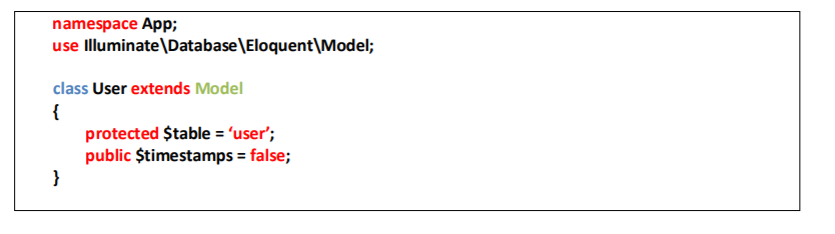 namespace App;
use Illuminate\Database\Eloquent\Model;
class User extends Model
{
protected $table = ‘user’;
public $timestamps = false;
}